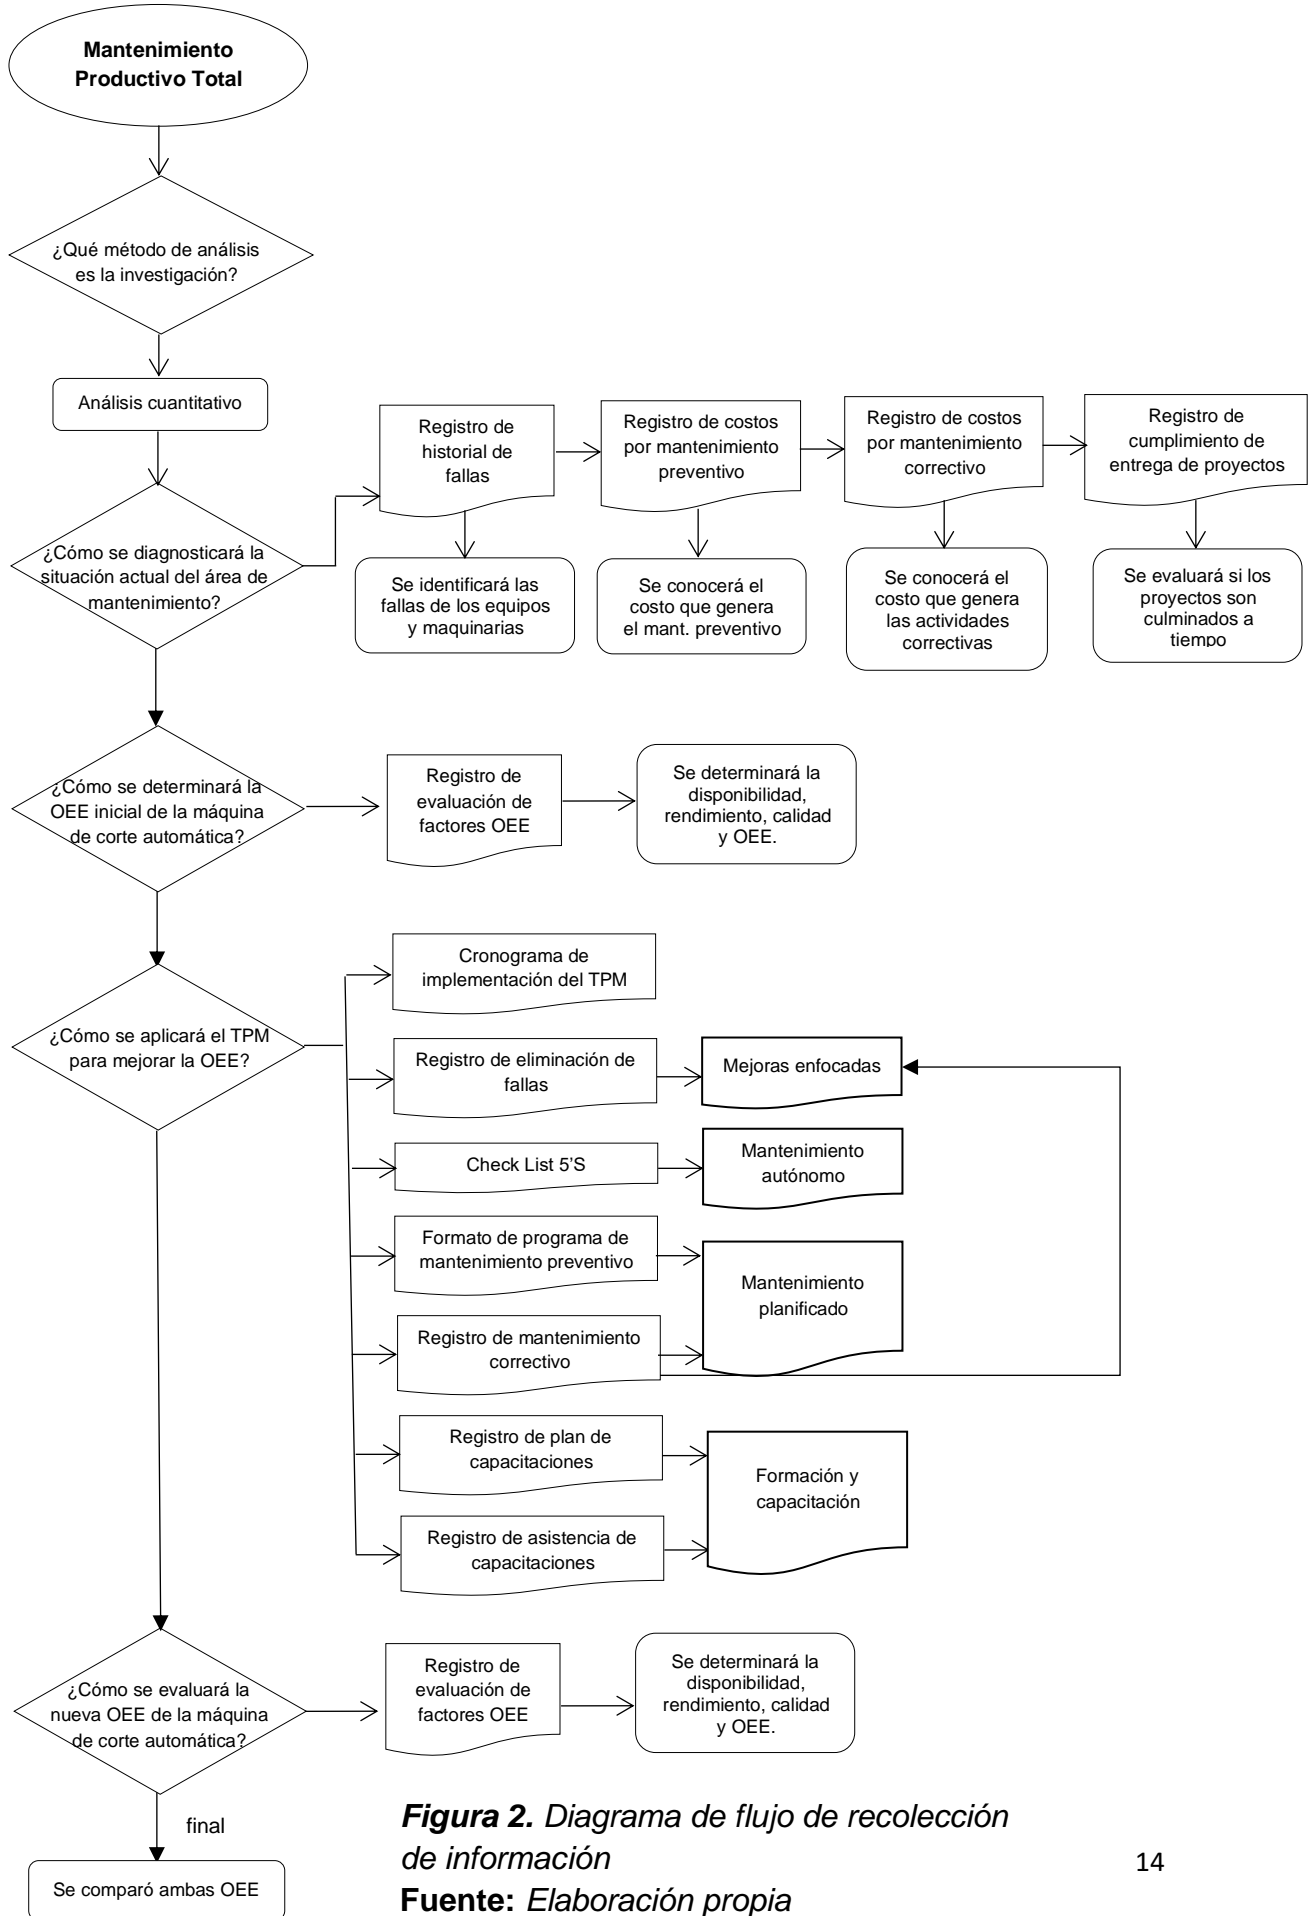 Mantenimiento
Productivo Total
¿Qué método de análisis
es la investigación?
Análisis cuantitativo
¿Cómo se diagnosticará la
situación actual del área de
mantenimiento?
Registro de
historial de
fallas
Registro de costos
por mantenimiento
preventivo
Registro de costos
por mantenimiento
correctivo
Registro de
cumplimiento de
entrega de proyectos
Se identificará las
fallas de los equipos
y maquinarias
Se conocerá el
costo que genera
el mant. preventivo
Se conocerá el
costo que genera
las actividades
correctivas
Se evaluará si los
proyectos son
culminados a
tiempo
¿Cómo se determinará la
OEE inicial de la máquina
de corte automática?
Registro de
evaluación de
factores OEE
Se determinará la
disponibilidad,
rendimiento, calidad
y OEE.
¿Cómo se aplicará el TPM
para mejorar la OEE?
Cronograma de
implementación del TPM
Registro de eliminación de
fallas
Mejoras enfocadas
Check List 5'S
Mantenimiento
autónomo
Formato de programa de
mantenimiento preventivo
Mantenimiento
planificado
Registro de mantenimiento
correctivo
Registro de plan de
capacitaciones
Formación y
capacitación
Registro de asistencia de
capacitaciones
¿Cómo se evaluará la
nueva OEE de la máquina
de corte automática?
Registro de
evaluación de
factores OEE
Se determinará la
disponibilidad,
rendimiento, calidad
y OEE.
final
Se comparó ambas OEE
Figura 2. Diagrama de flujo de recolección
de información
Fuente: Elaboración propia
14